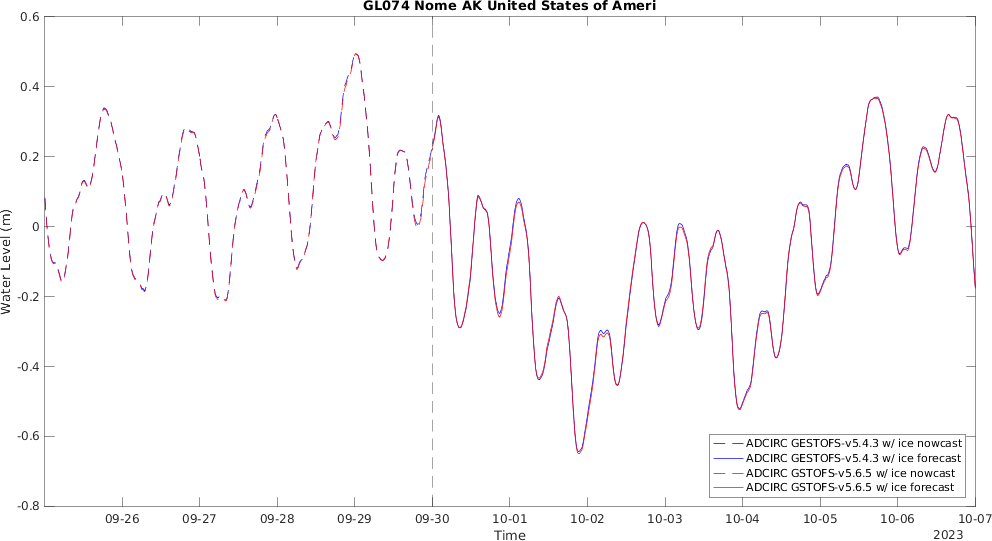 GL074 Nome AK United States of Ameri
0.6
0.4
0.2
0
-0.2
-0.4
-0.6
-0.8
Water Level (m)
ADCIRC GESTOFS-v5.4.3 w/ ice nowcast
ADCIRC GESTOFS-v5.4.3 w/ ice forecast
ADCIRC GSTOFS-v5.6.5 w/ ice nowcast
ADCIRC GSTOFS-v5.6.5 w/ ice forecast
09-26 09-27 09-28 09-29 09-30 10-01 10-02 10-03 10-04 10-05 10-06 10-07
Time
2023